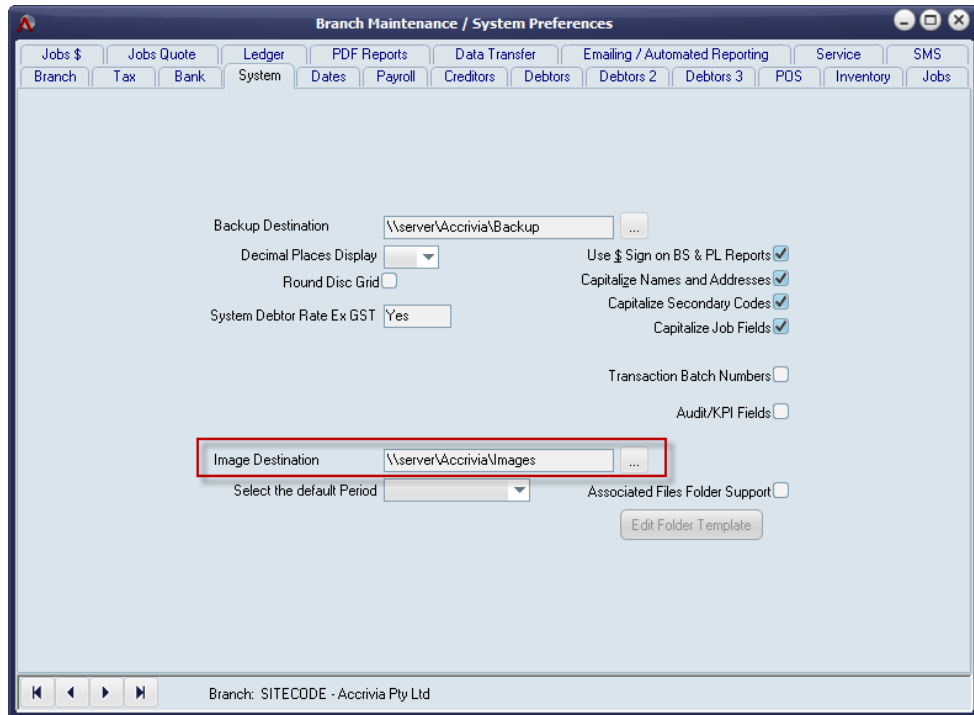 Branch Maintenance / System Preferences
Jobs $ Jobs Quote Ledger PDF Reports Data Transfer Emailing / Automated Reporting Service SMS
Branch Tax Bank System Dates Payroll Creditors Debtors Debtors 2 Debtors 3 POS Inventory Jobs
Backup Destination \\server\Accrivia\Backup ...
Decimal Places Display Use $ Sign on BS & PL Reports
Round Disc Grid Capitalize Names and Addresses
Capitalize Secondary Codes
System Debtor Rate Ex GST Yes
Capitalize Job Fields
Transaction Batch Numbers
Audit/KPI Fields
Image Destination \\server\Accrivia\Images ...
Select the default Period Associated Files Folder Support
Edit Folder Template
Branch: SITECODE - Accrivia Pty Ltd